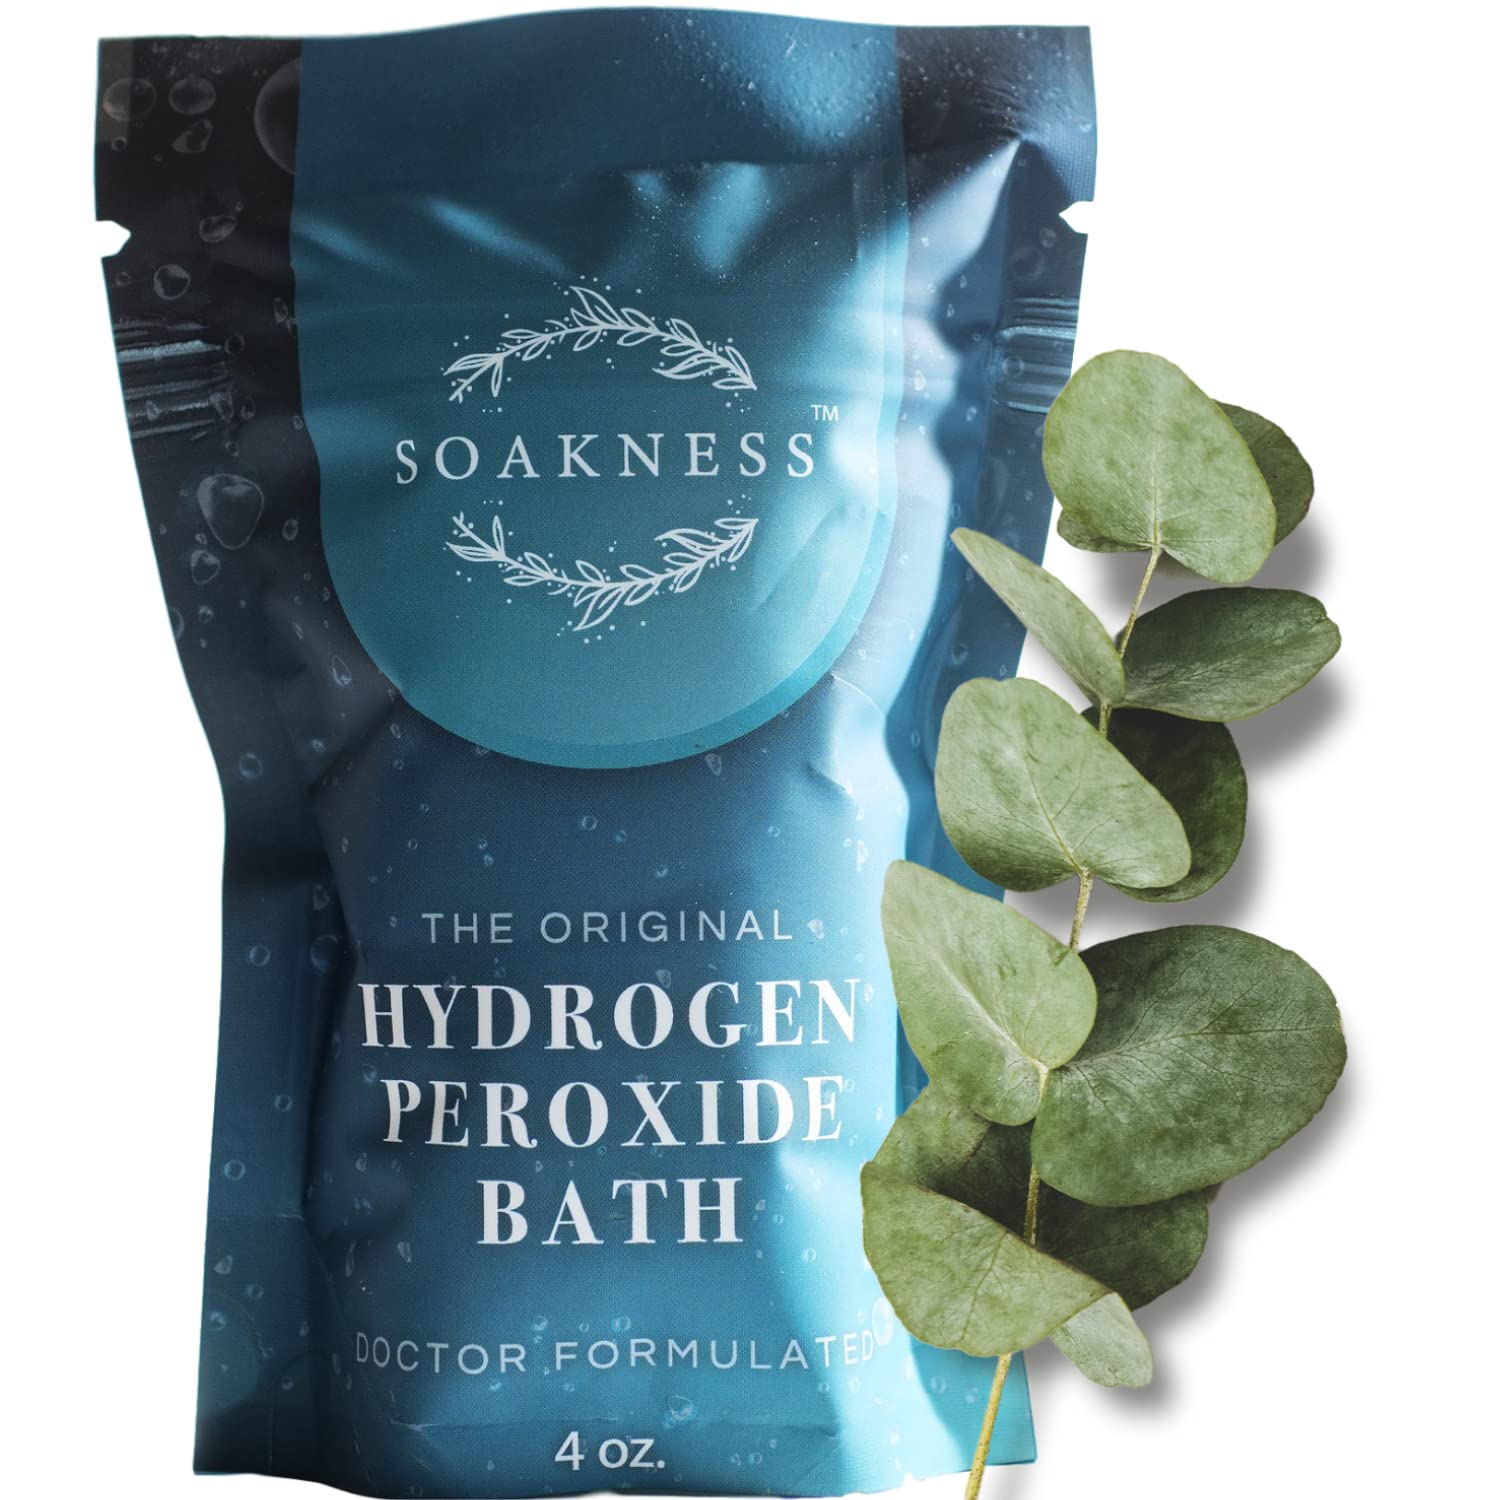 SOAKNESS™
THE ORIGINAL
HYDROGEN
PEROXIDE
BATH
DOCTOR FORMULATED
4 oz.